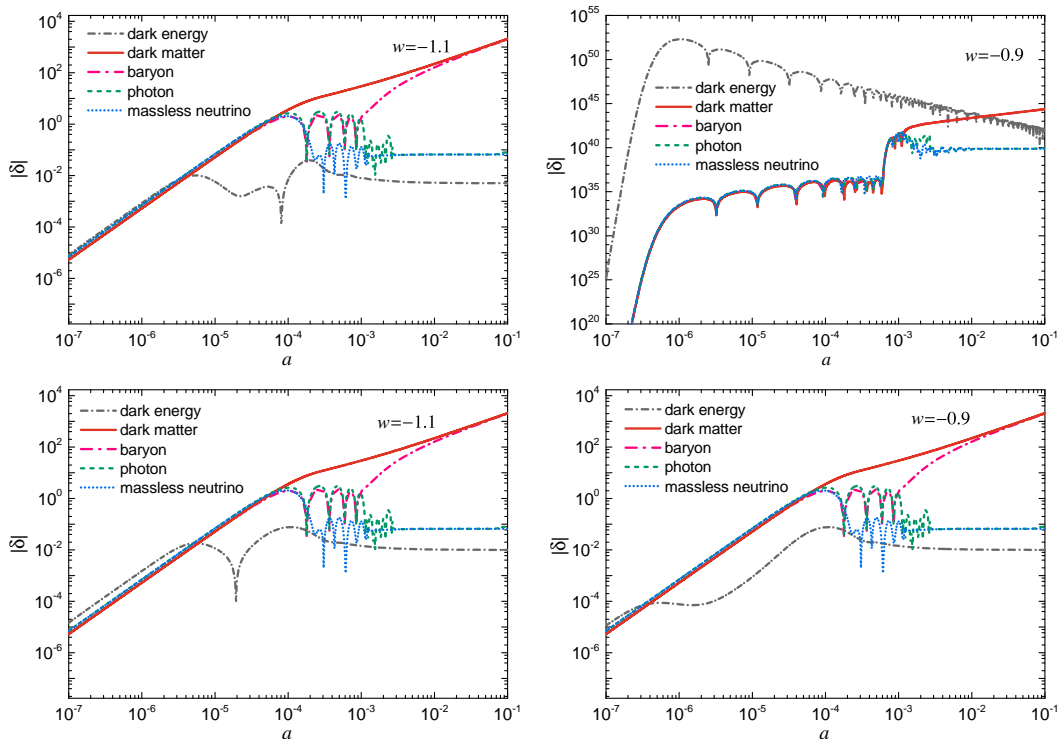 10^4
10^2
10^0
10^-2
10^-4
10^-6
|δ|
dark energy
dark matter
baryon
photon
massless neutrino
w=−1.1
10^-7
10^-6
10^-5
10^-4
10^-3
10^-2
10^-1
a
10^55
10^50
10^45
10^40
10^35
10^30
10^25
10^20
|δ|
w=−0.9
dark energy
dark matter
baryon
photon
massless neutrino
10^-7
10^-6
10^-5
10^-4
10^-3
10^-2
10^-1
a
10^4
10^2
10^0
10^-2
10^-4
10^-6
|δ|
dark energy
dark matter
baryon
photon
massless neutrino
w=−1.1
10^-7
10^-6
10^-5
10^-4
10^-3
10^-2
10^-1
a
10^4
10^2
10^0
10^-2
10^-4
10^-6
|δ|
dark energy
dark matter
baryon
photon
massless neutrino
w=−0.9
10^-7
10^-6
10^-5
10^-4
10^-3
10^-2
10^-1
a